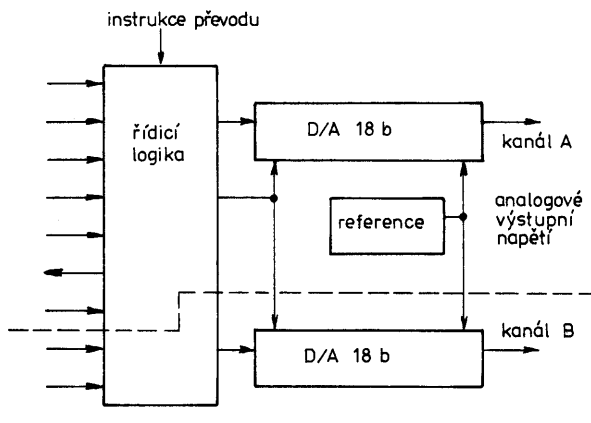 instrukce převodu
řídicí
logika
D/A 18 b
kanál A
reference
analogové
výstupní
napětí
kanál B
D/A 18 b